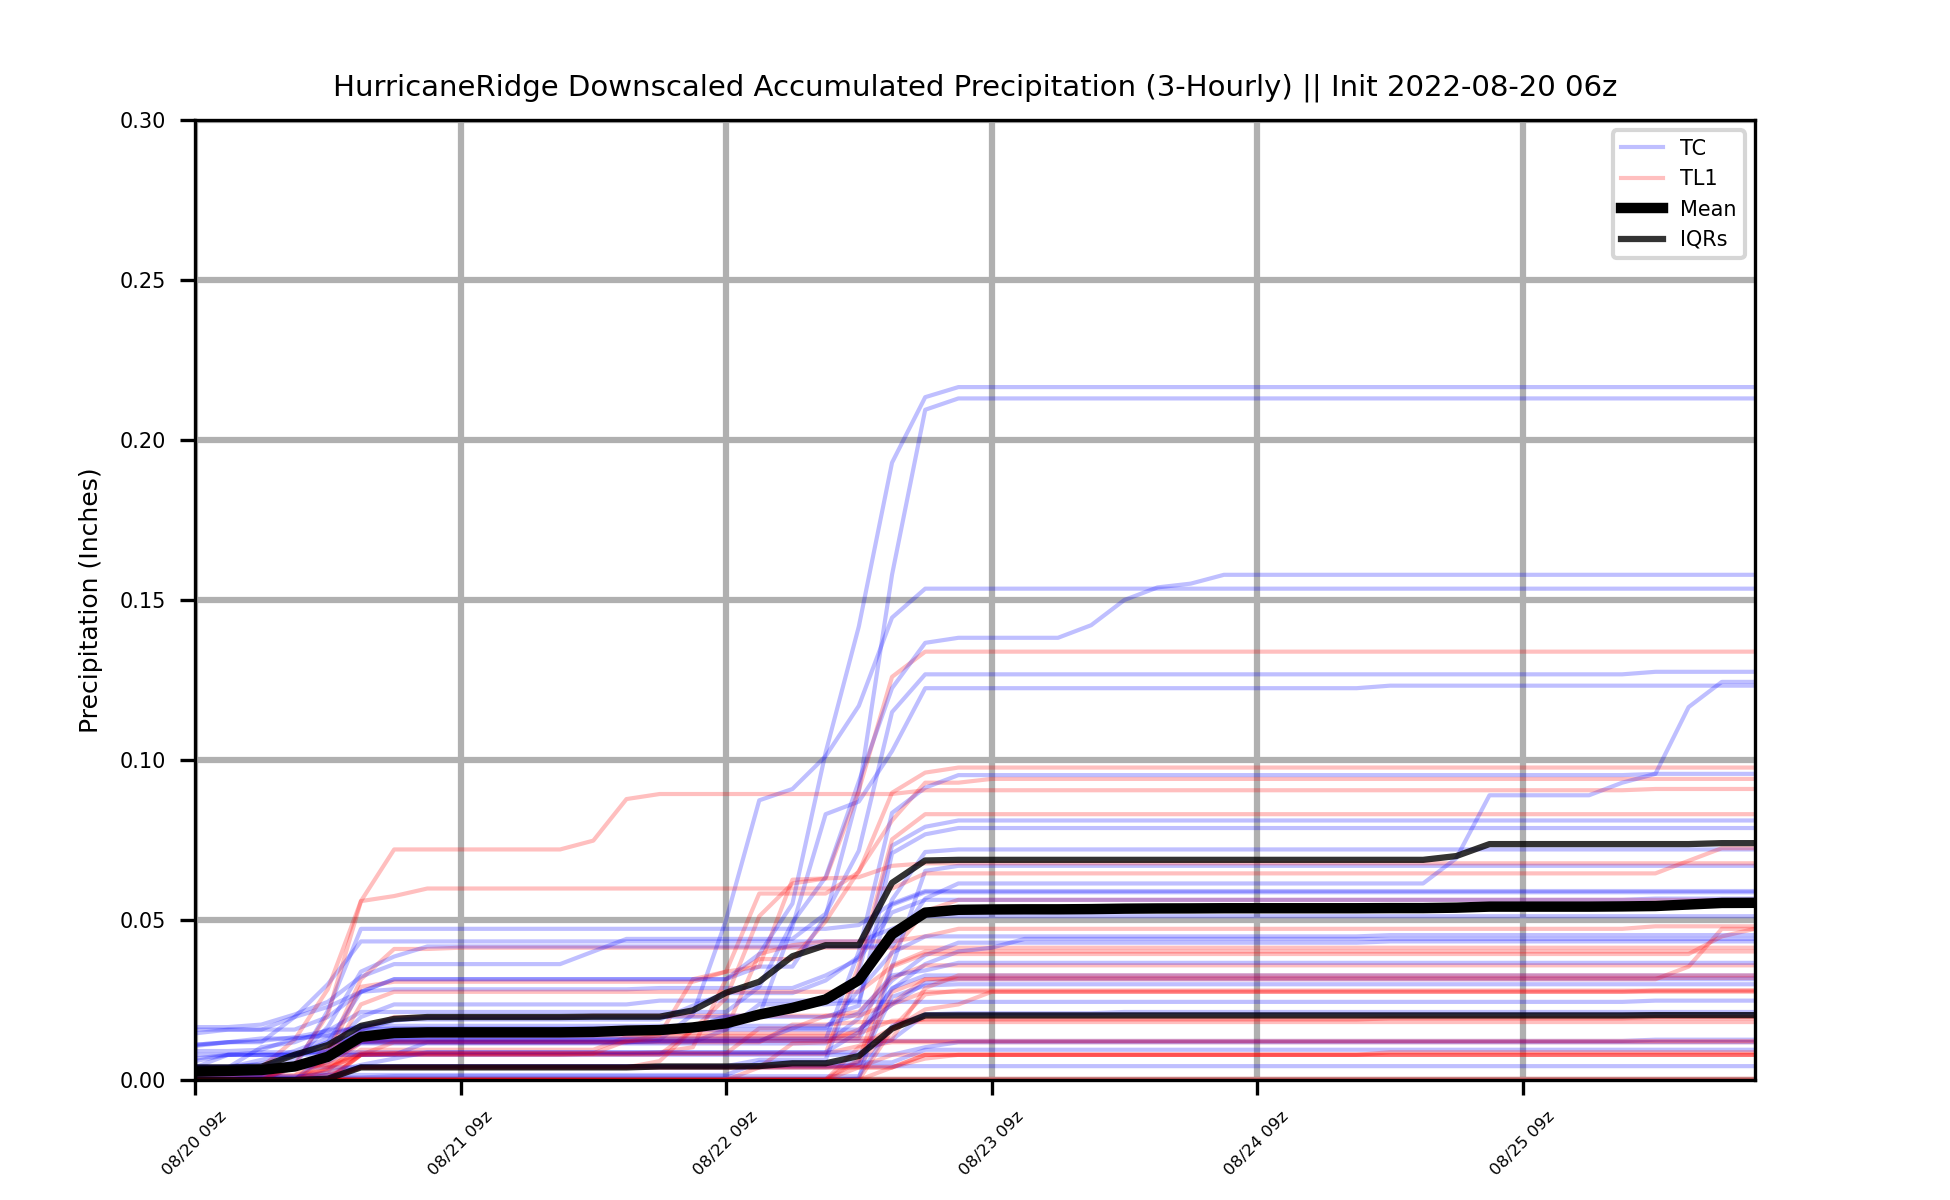 HurricaneRidge Downscaled Accumulated Precipitation (3-Hourly) || Init 2022-08-20 06z
Precipitation (Inches)
0.30
0.25
0.20
0.15
0.10
0.05
0.00
TC
TL1
Mean
IQRs
08/20 09z
08/21 09z
08/22 09z
08/23 09z
08/24 09z
08/25 09z